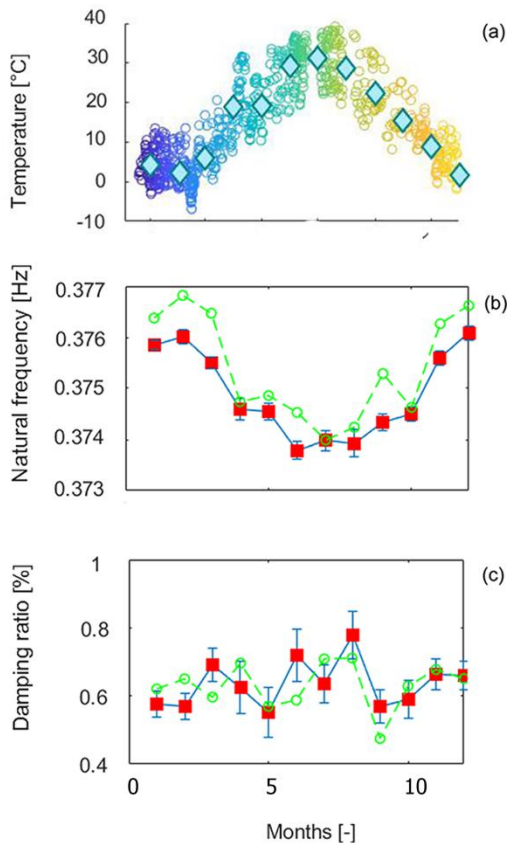 (a)
Temperature [°C]
40
30
20
10
0
-10
(b)
Natural frequency [Hz]
0.377
0.376
0.375
0.374
0.373
(c)
Damping ratio [%]
1
0.8
0.6
0.4
0
5
10
Months [-]